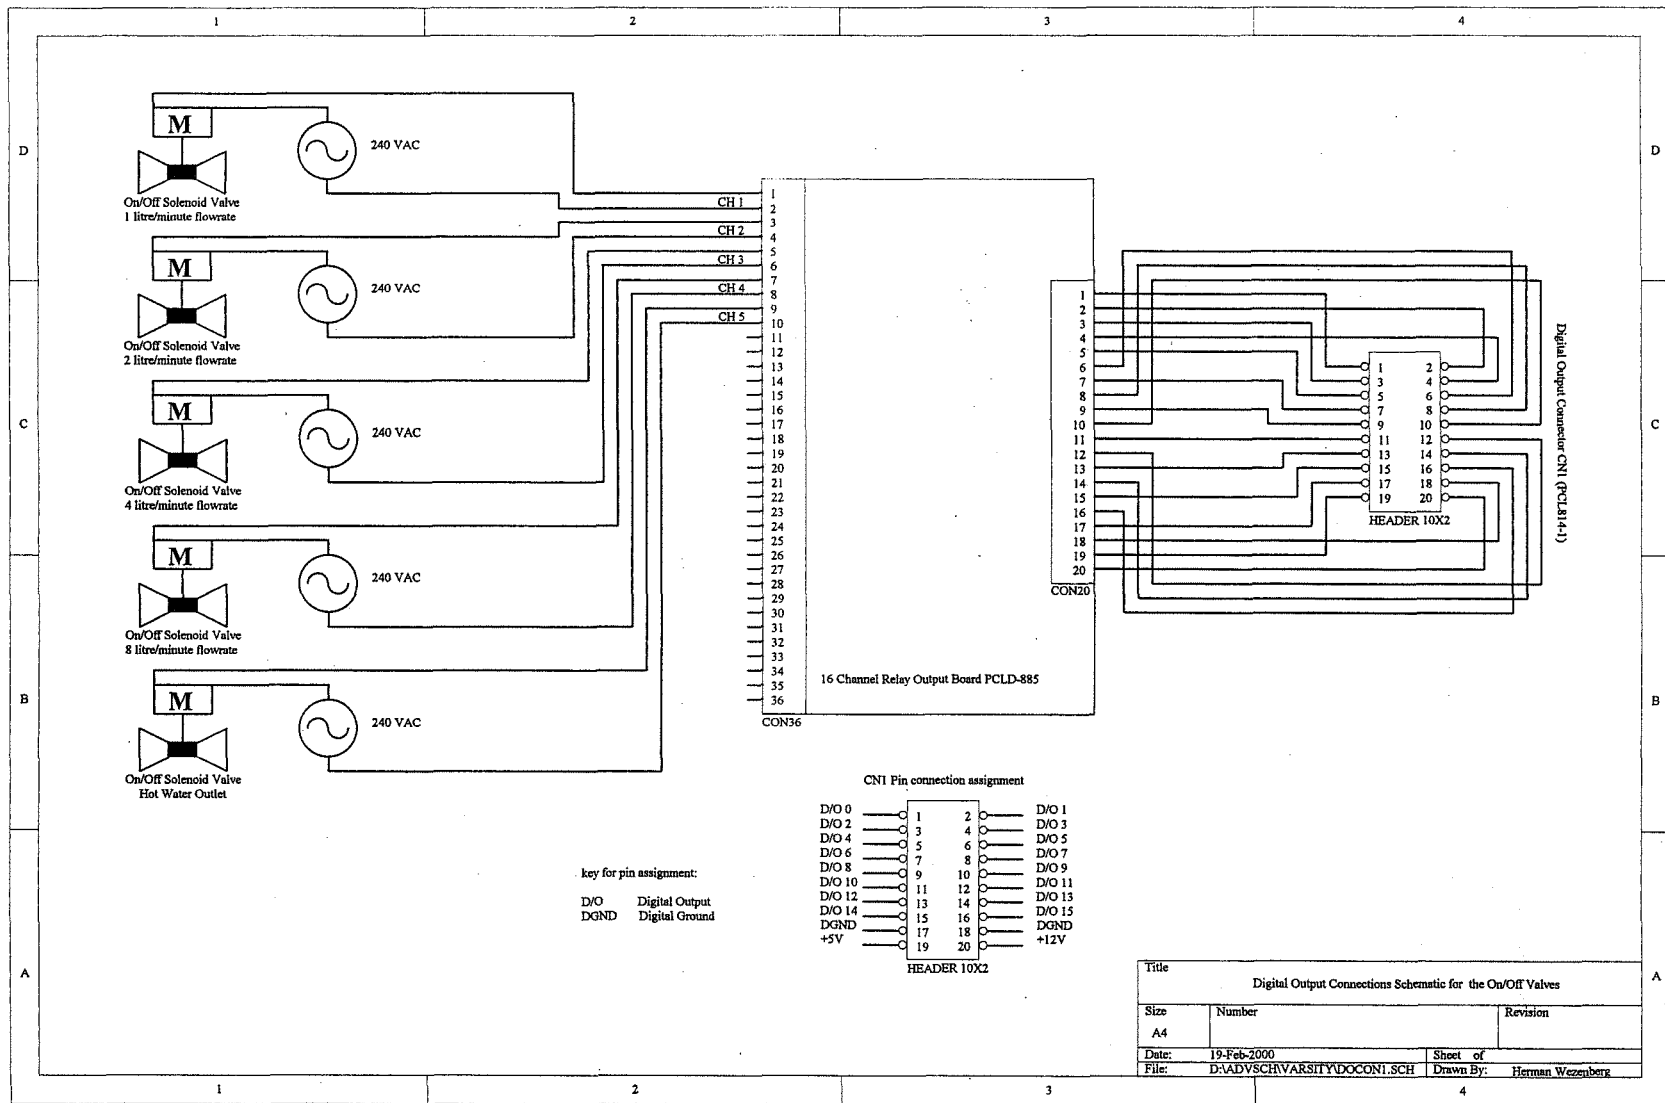 1 2 3 4
D D
C C
B B
A A
M
240 VAC
On/Off Solenoid Valve
1 litre/minute flowrate
M
240 VAC
On/Off Solenoid Valve
2 litre/minute flowrate
M
240 VAC
On/Off Solenoid Valve
4 litre/minute flowrate
M
240 VAC
On/Off Solenoid Valve
8 litre/minute flowrate
M
240 VAC
On/Off Solenoid Valve
Hot Water Outlet
CH 1
CH 2
CH 3
CH 4
CH 5
1
2
3
4
5
6
7
8
9
10
11
12
13
14
15
16
17
18
19
20
21
22
23
24
25
26
27
28
29
30
31
32
33
34
35
36
CON36
16 Channel Relay Output Board PCLD-885
1
2
3
4
5
6
7
8
9
10
11
12
13
14
15
16
17
18
19
20
CON20
1 2
3 4
5 6
7 8
9 10
11 12
13 14
15 16
17 18
19 20
HEADER 10X2
Digital Output Connector CN1 (PCL814-1)
CN1 Pin connection assignment
D/O 0 1 2 D/O 1
D/O 2 3 4 D/O 3
D/O 4 5 6 D/O 5
D/O 6 7 8 D/O 7
D/O 8 9 10 D/O 9
D/O 10 11 12 D/O 11
D/O 12 13 14 D/O 13
D/O 14 15 16 D/O 15
DGND 17 18 DGND
+5V 19 20 +12V
HEADER 10X2
key for pin assignment:
D/O Digital Output
DGND Digital Ground
Title
Digital Output Connections Schematic for the On/Off Valves
Size Number Revision
A4
Date: 19-Feb-2000 Sheet of
File: D:\ADVSCH\VARSITY\DOCON1.SCH Drawn By: Herman Wezenberg
1 2 3 4